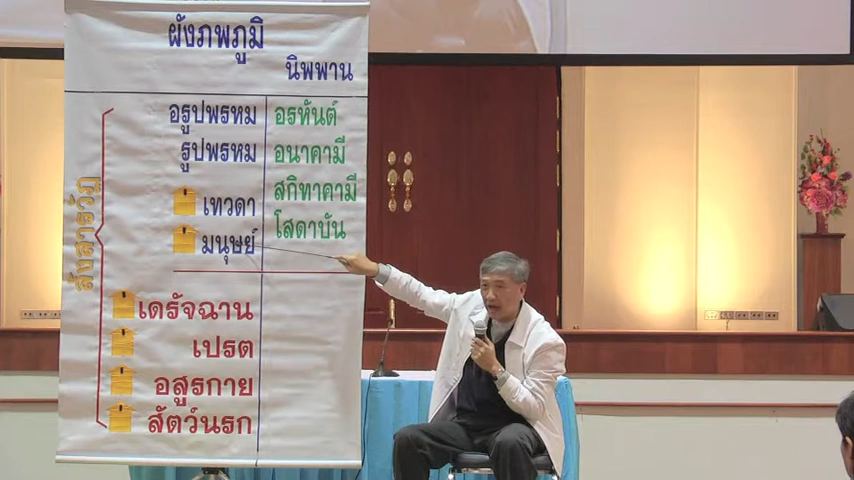 ผังภพภูมิ
นิพพาน
อรูปพรหม อรหันต์
รูปพรหม อนาคามี
เทวดา สกิทาคามี
มนุษย์ โสดาบัน
สังสารวัฏ
เดรัจฉาน
เปรต
อสูรกาย
สัตว์นรก